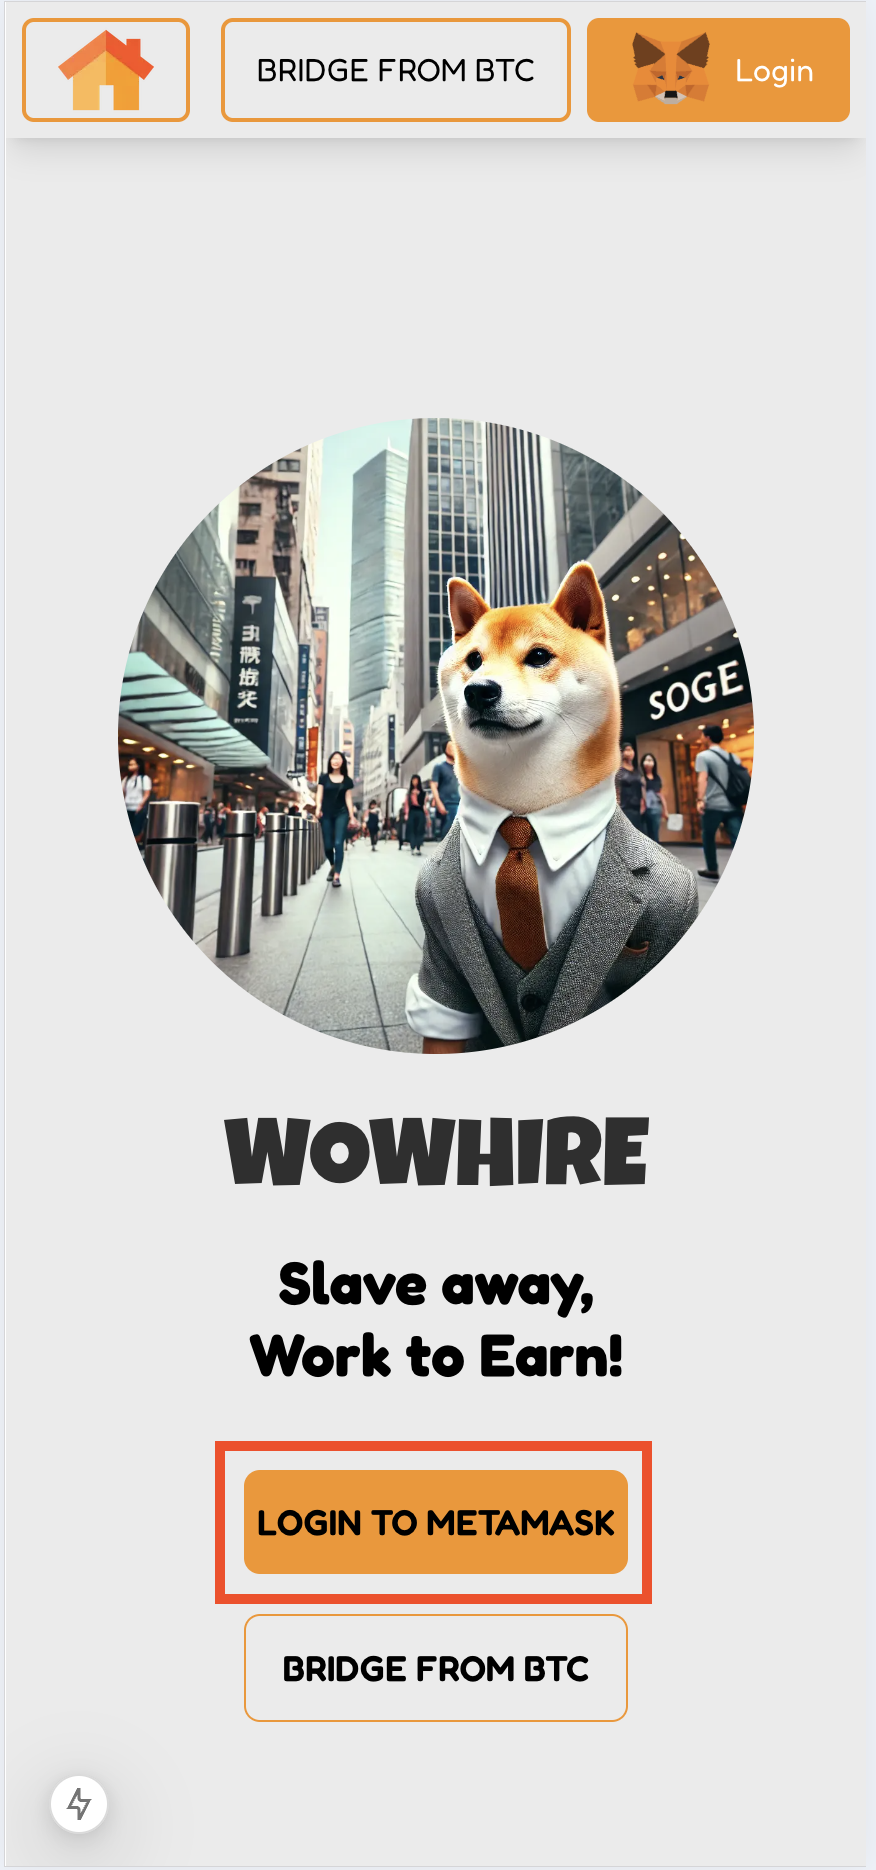 BRIDGE FROM BTC
Login
SOGE
WOWHIRE
Slave away,
Work to Earn!
LOGIN TO METAMASK
BRIDGE FROM BTC